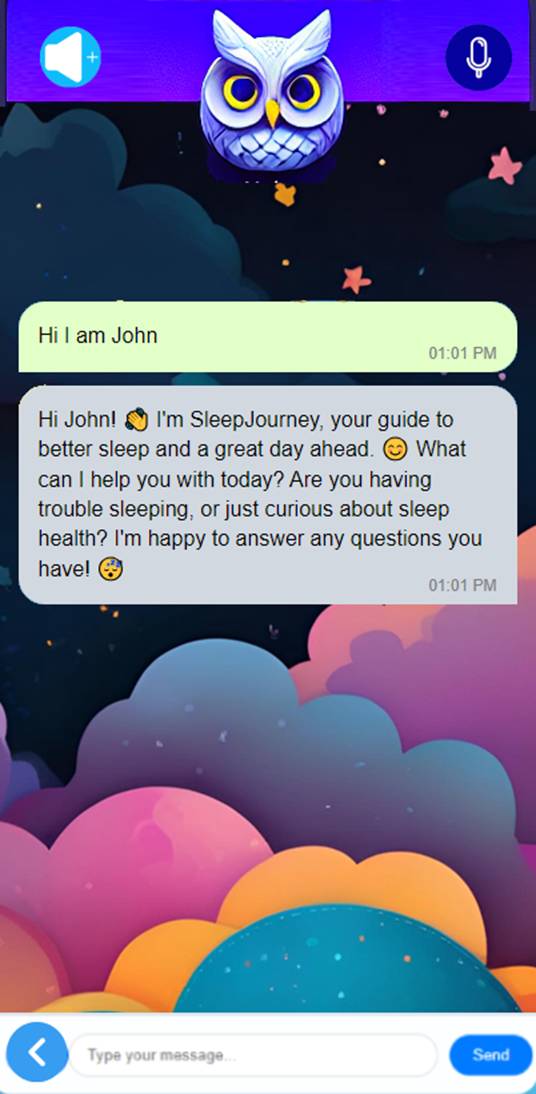 Hi I am John
01:01 PM
Hi John! 👏 I'm SleepJourney, your guide to
better sleep and a great day ahead. 😊 What
can I help you with today? Are you having
trouble sleeping, or just curious about sleep
health? I'm happy to answer any questions you
have! 😴
01:01 PM
Type your message...
Send